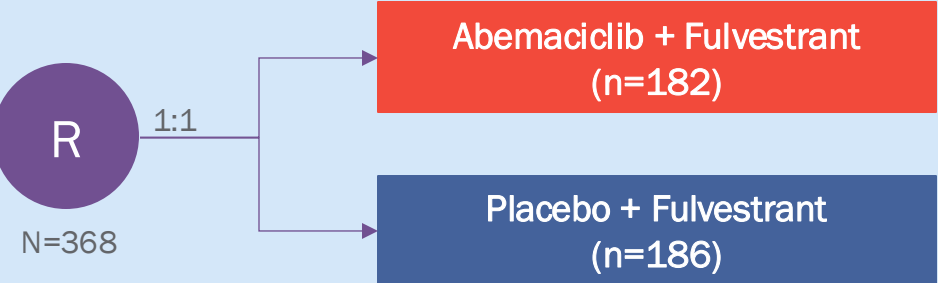 R
1:1
N=368
Abemaciclib + Fulvestrant
(n=182)
Placebo + Fulvestrant
(n=186)